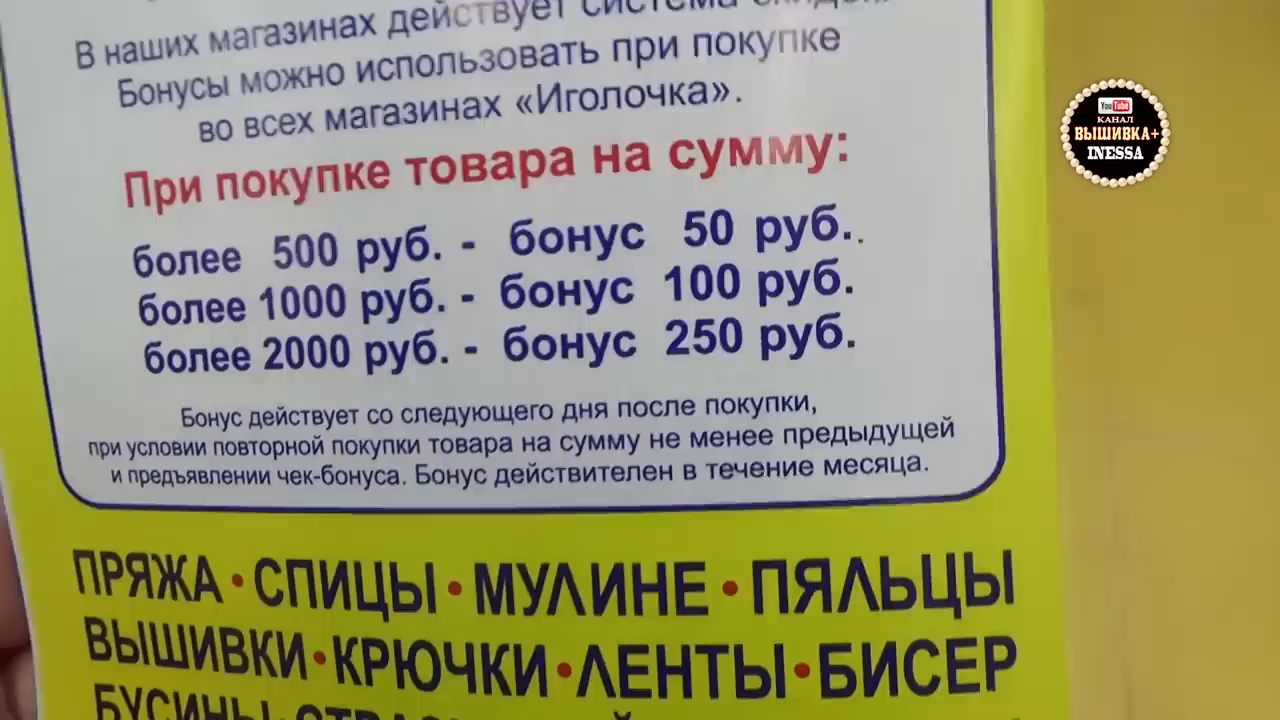 В наших магазинах действует система скидок.
Бонусы можно использовать при покупке
во всех магазинах «Иголочка».
При покупке товара на сумму:
более 500 руб. - бонус 50 руб..
более 1000 руб. - бонус 100 руб.
более 2000 руб. - бонус 250 руб.
Бонус действует со следующего дня после покупки,
при условии повторной покупки товара на сумму не менее предыдущей
и предъявлении чек-бонуса. Бонус действителен в течение месяца.
ПРЯЖА • СПИЦЫ • МУЛИНЕ • ПЯЛЬЦЫ
ВЫШИВКИ • КРЮЧКИ • ЛЕНТЫ • БИСЕР
БУСИНЫ •
YouTube
КАНАЛ
ВЫШИВКА+
INESSA